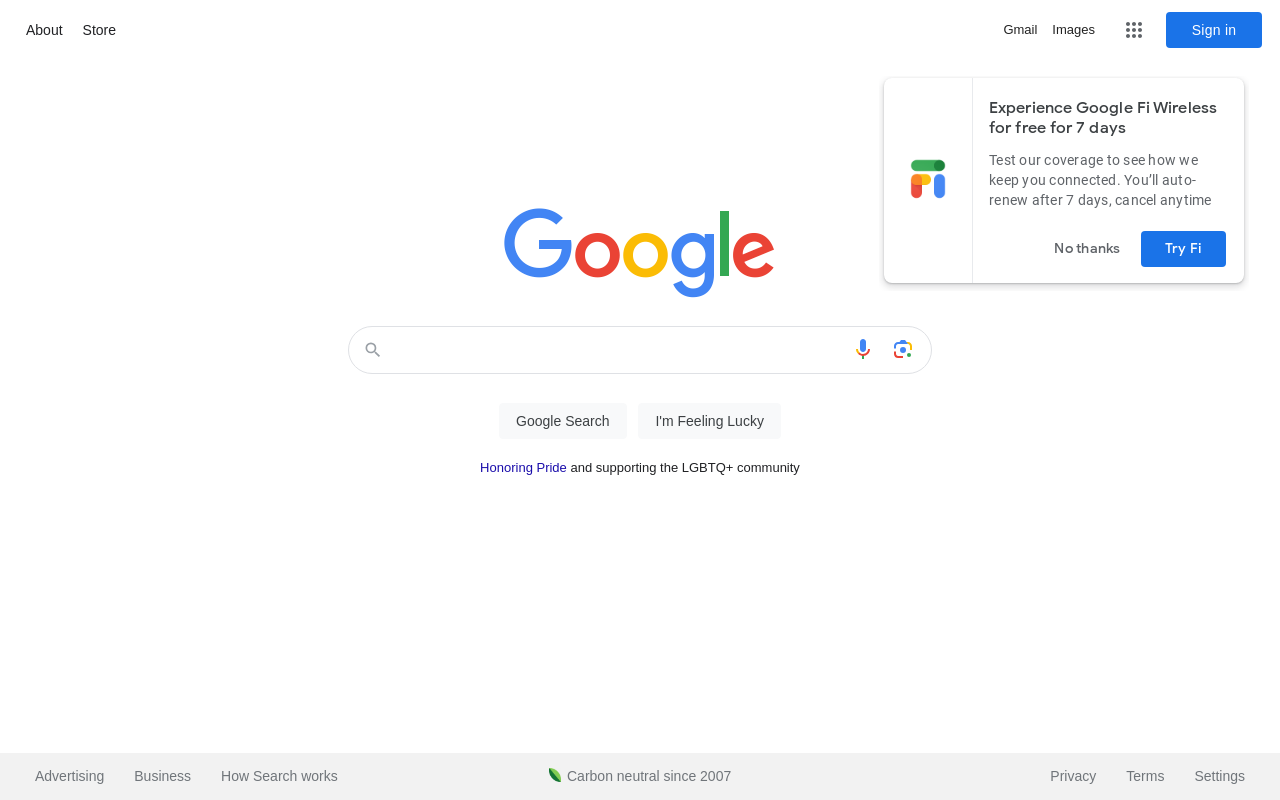 About Store Gmail Images Sign in
Experience Google Fi Wireless
for free for 7 days
Test our coverage to see how we
keep you connected. You’ll auto-
renew after 7 days, cancel anytime
No thanks Try Fi
Google
Google Search I'm Feeling Lucky
Honoring Pride and supporting the LGBTQ+ community
Advertising Business How Search works Carbon neutral since 2007 Privacy Terms Settings